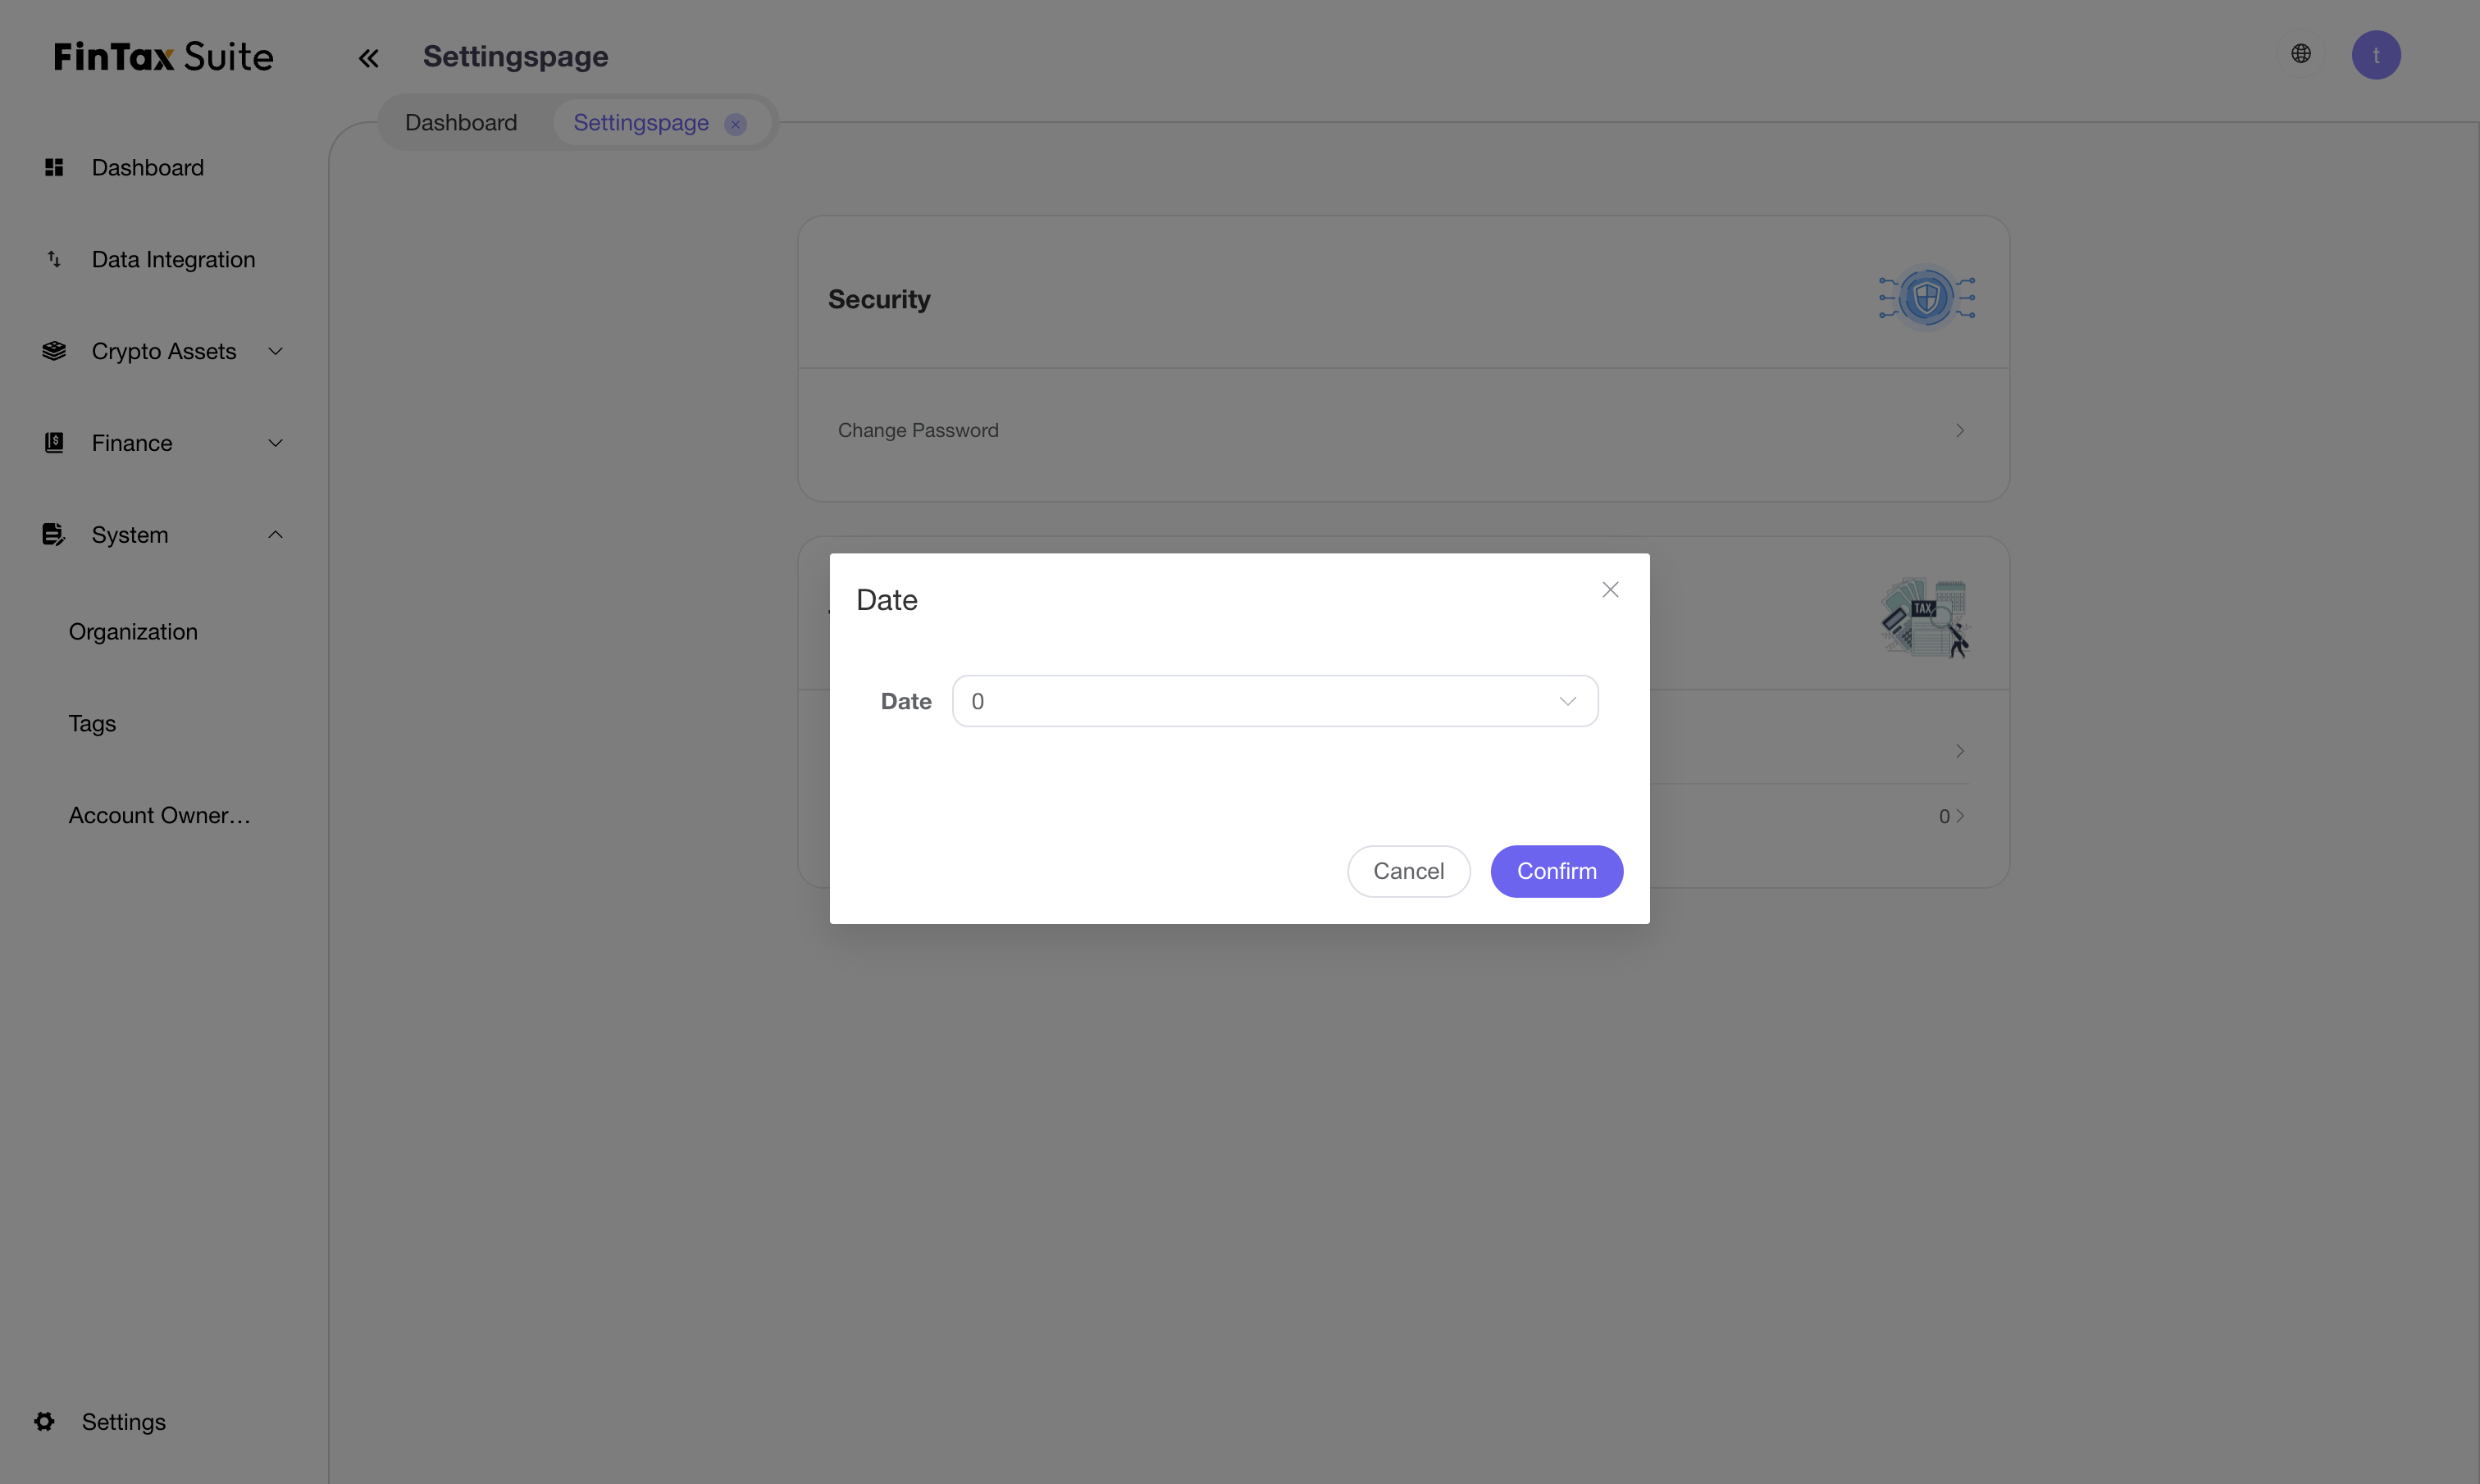 FinTax Suite
Settingspage
t
Dashboard
Settingspage
Dashboard
Data Integration
Crypto Assets
Finance
System
Organization
Tags
Account Owner...
Settings
Security
Change Password
TAX
0
Date
Date
0
Cancel
Confirm